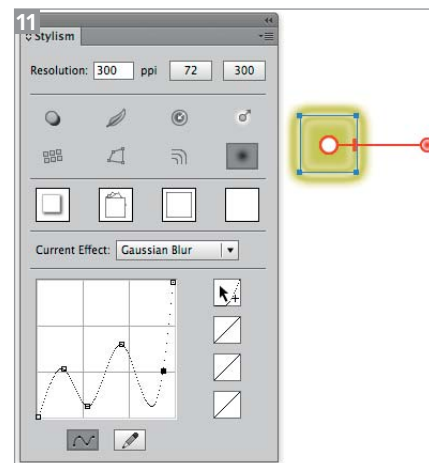 11
Stylism
Resolution: 300 ppi 72 300
Current Effect: Gaussian Blur